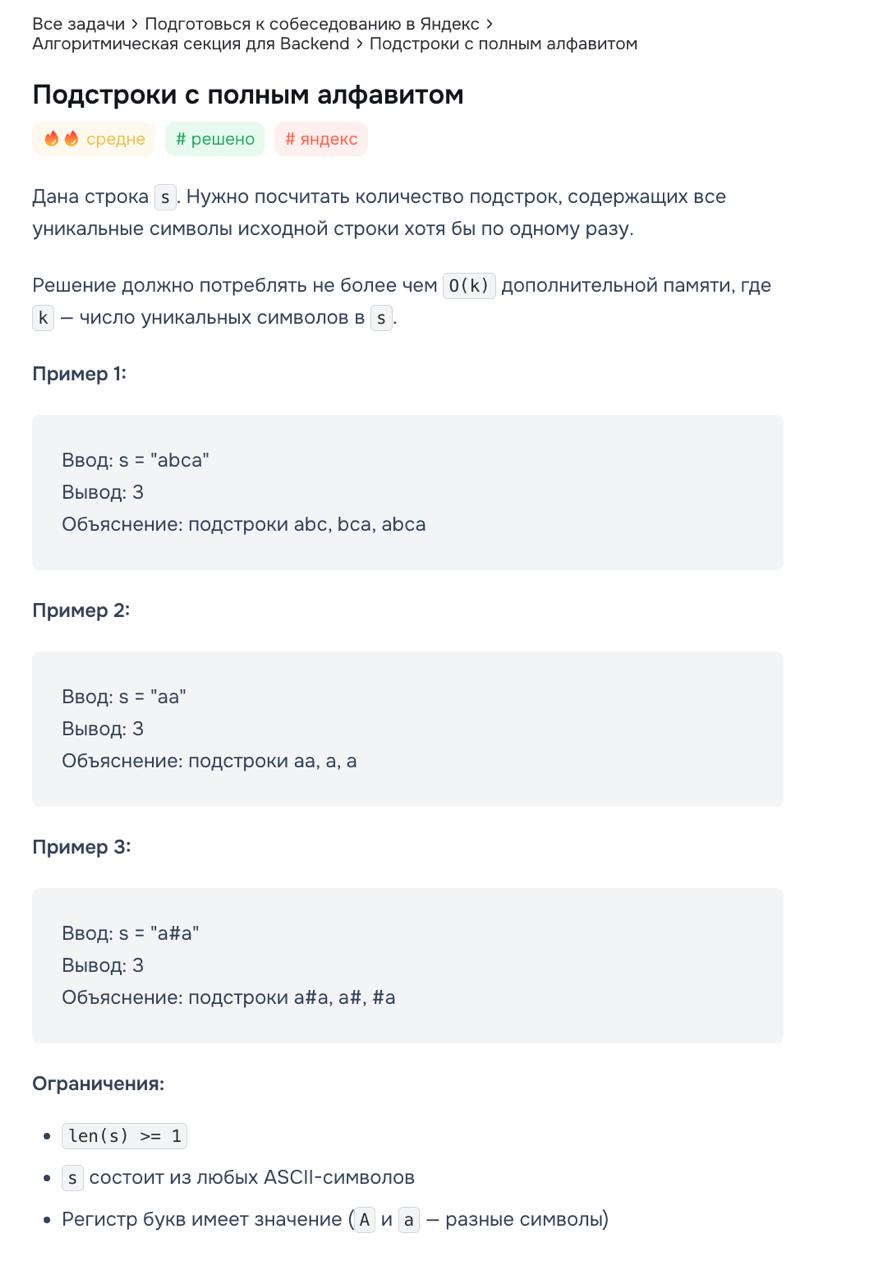 Все задачи > Подготовься к собеседованию в Яндекс >
Алгоритмическая секция для Backend > Подстроки с полным алфавитом
Подстроки с полным алфавитом
🔥🔥 средне # решено # яндекс
Дана строка s. Нужно посчитать количество подстрок, содержащих все
уникальные символы исходной строки хотя бы по одному разу.
Решение должно потреблять не более чем O(k) дополнительной памяти, где
k — число уникальных символов в s.
Пример 1:
Ввод: s = "abca"
Вывод: 3
Объяснение: подстроки abc, bca, abca
Пример 2:
Ввод: s = "aa"
Вывод: 3
Объяснение: подстроки aa, a, a
Пример 3:
Ввод: s = "a#a"
Вывод: 3
Объяснение: подстроки a#a, a#, #a
Ограничения:
• len(s) >= 1
• s состоит из любых ASCII-символов
• Регистр букв имеет значение (A и a — разные символы)